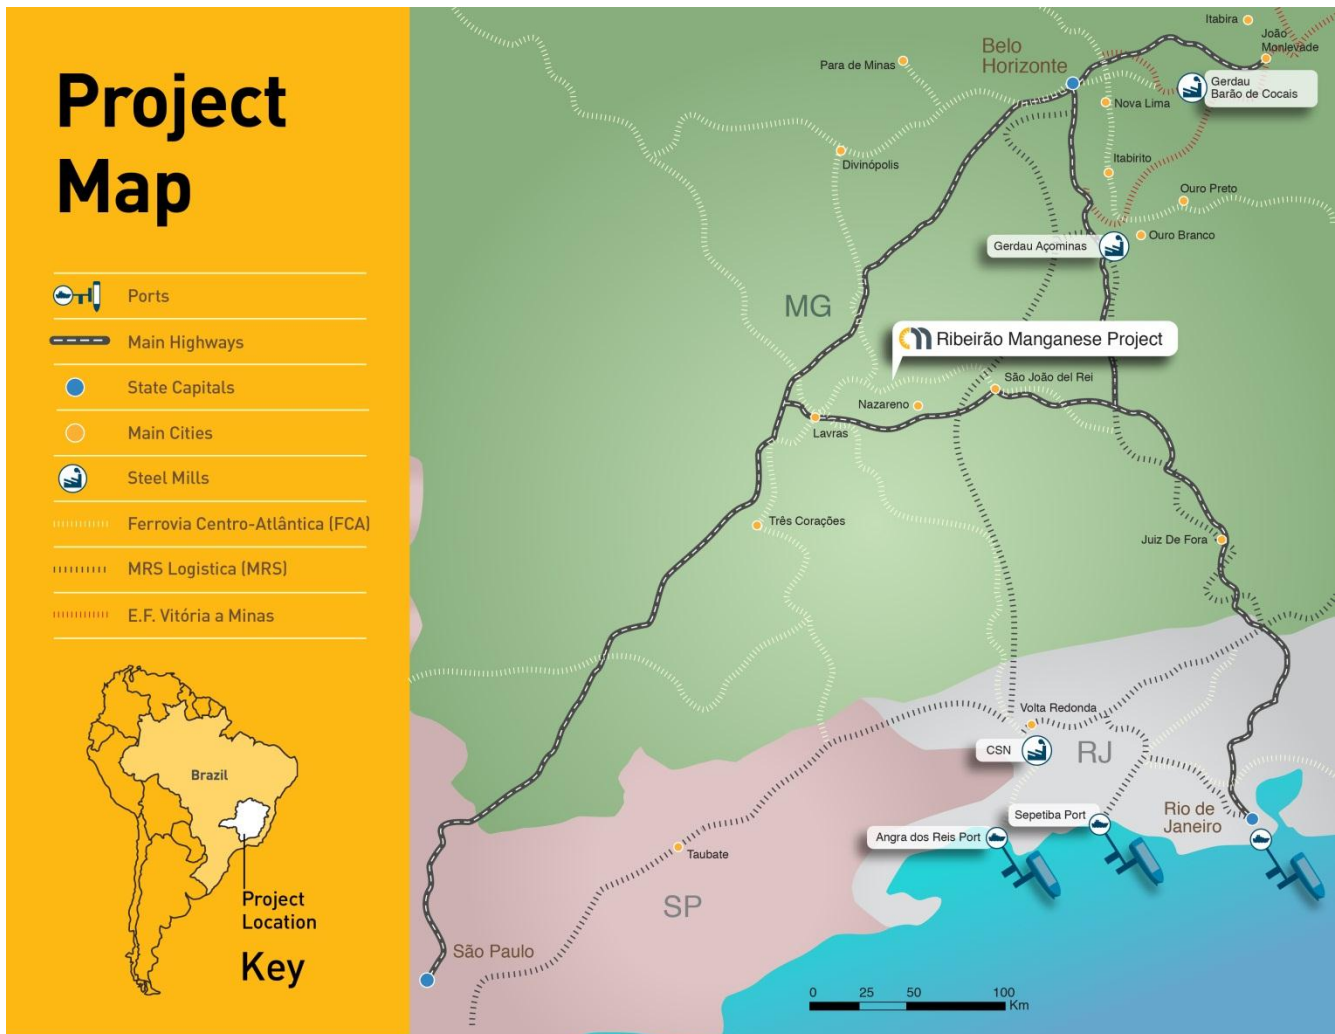 Project
Map
Ports
Main Highways
State Capitals
Main Cities
Steel Mills
Ferrovia Centro-Atlântica (FCA)
MRS Logistica (MRS)
E.F. Vitória a Minas
Brazil
Project
Location
Key
Itabira
João
Monlevade
Belo
Horizonte
Para de Minas
Gerdau
Barão de Cocais
Nova Lima
Divinópolis
Itabirito
Ouro Preto
Ouro Branco
Gerdau Açominas
MG
Ribeirão Manganese Project
São João del Rei
Nazareno
Lavras
Três Corações
Juiz De Fora
Volta Redonda
CSN
RJ
Sepetiba Port
Rio de
Janeiro
Angra dos Reis Port
Taubate
SP
São Paulo
0 25 50 100
Km